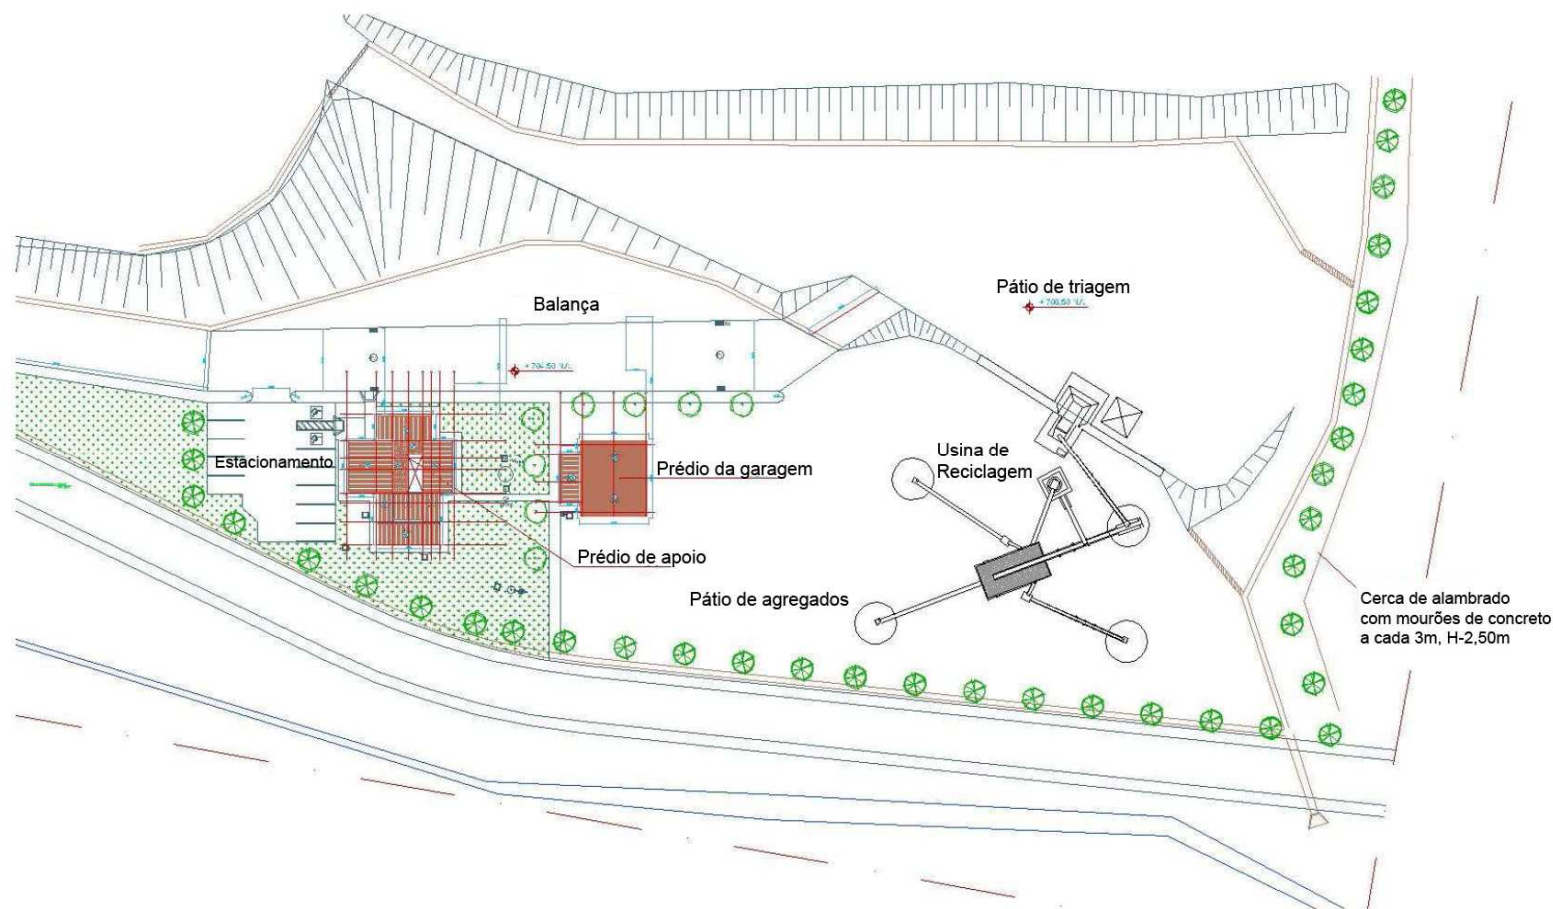 Pátio de triagem
Balança
Usina de
Reciclagem
Estacionamento
Prédio da garagem
Prédio de apoio
Pátio de agregados
Cerca de alambrado
com mourões de concreto
a cada 3m, H-2,50m